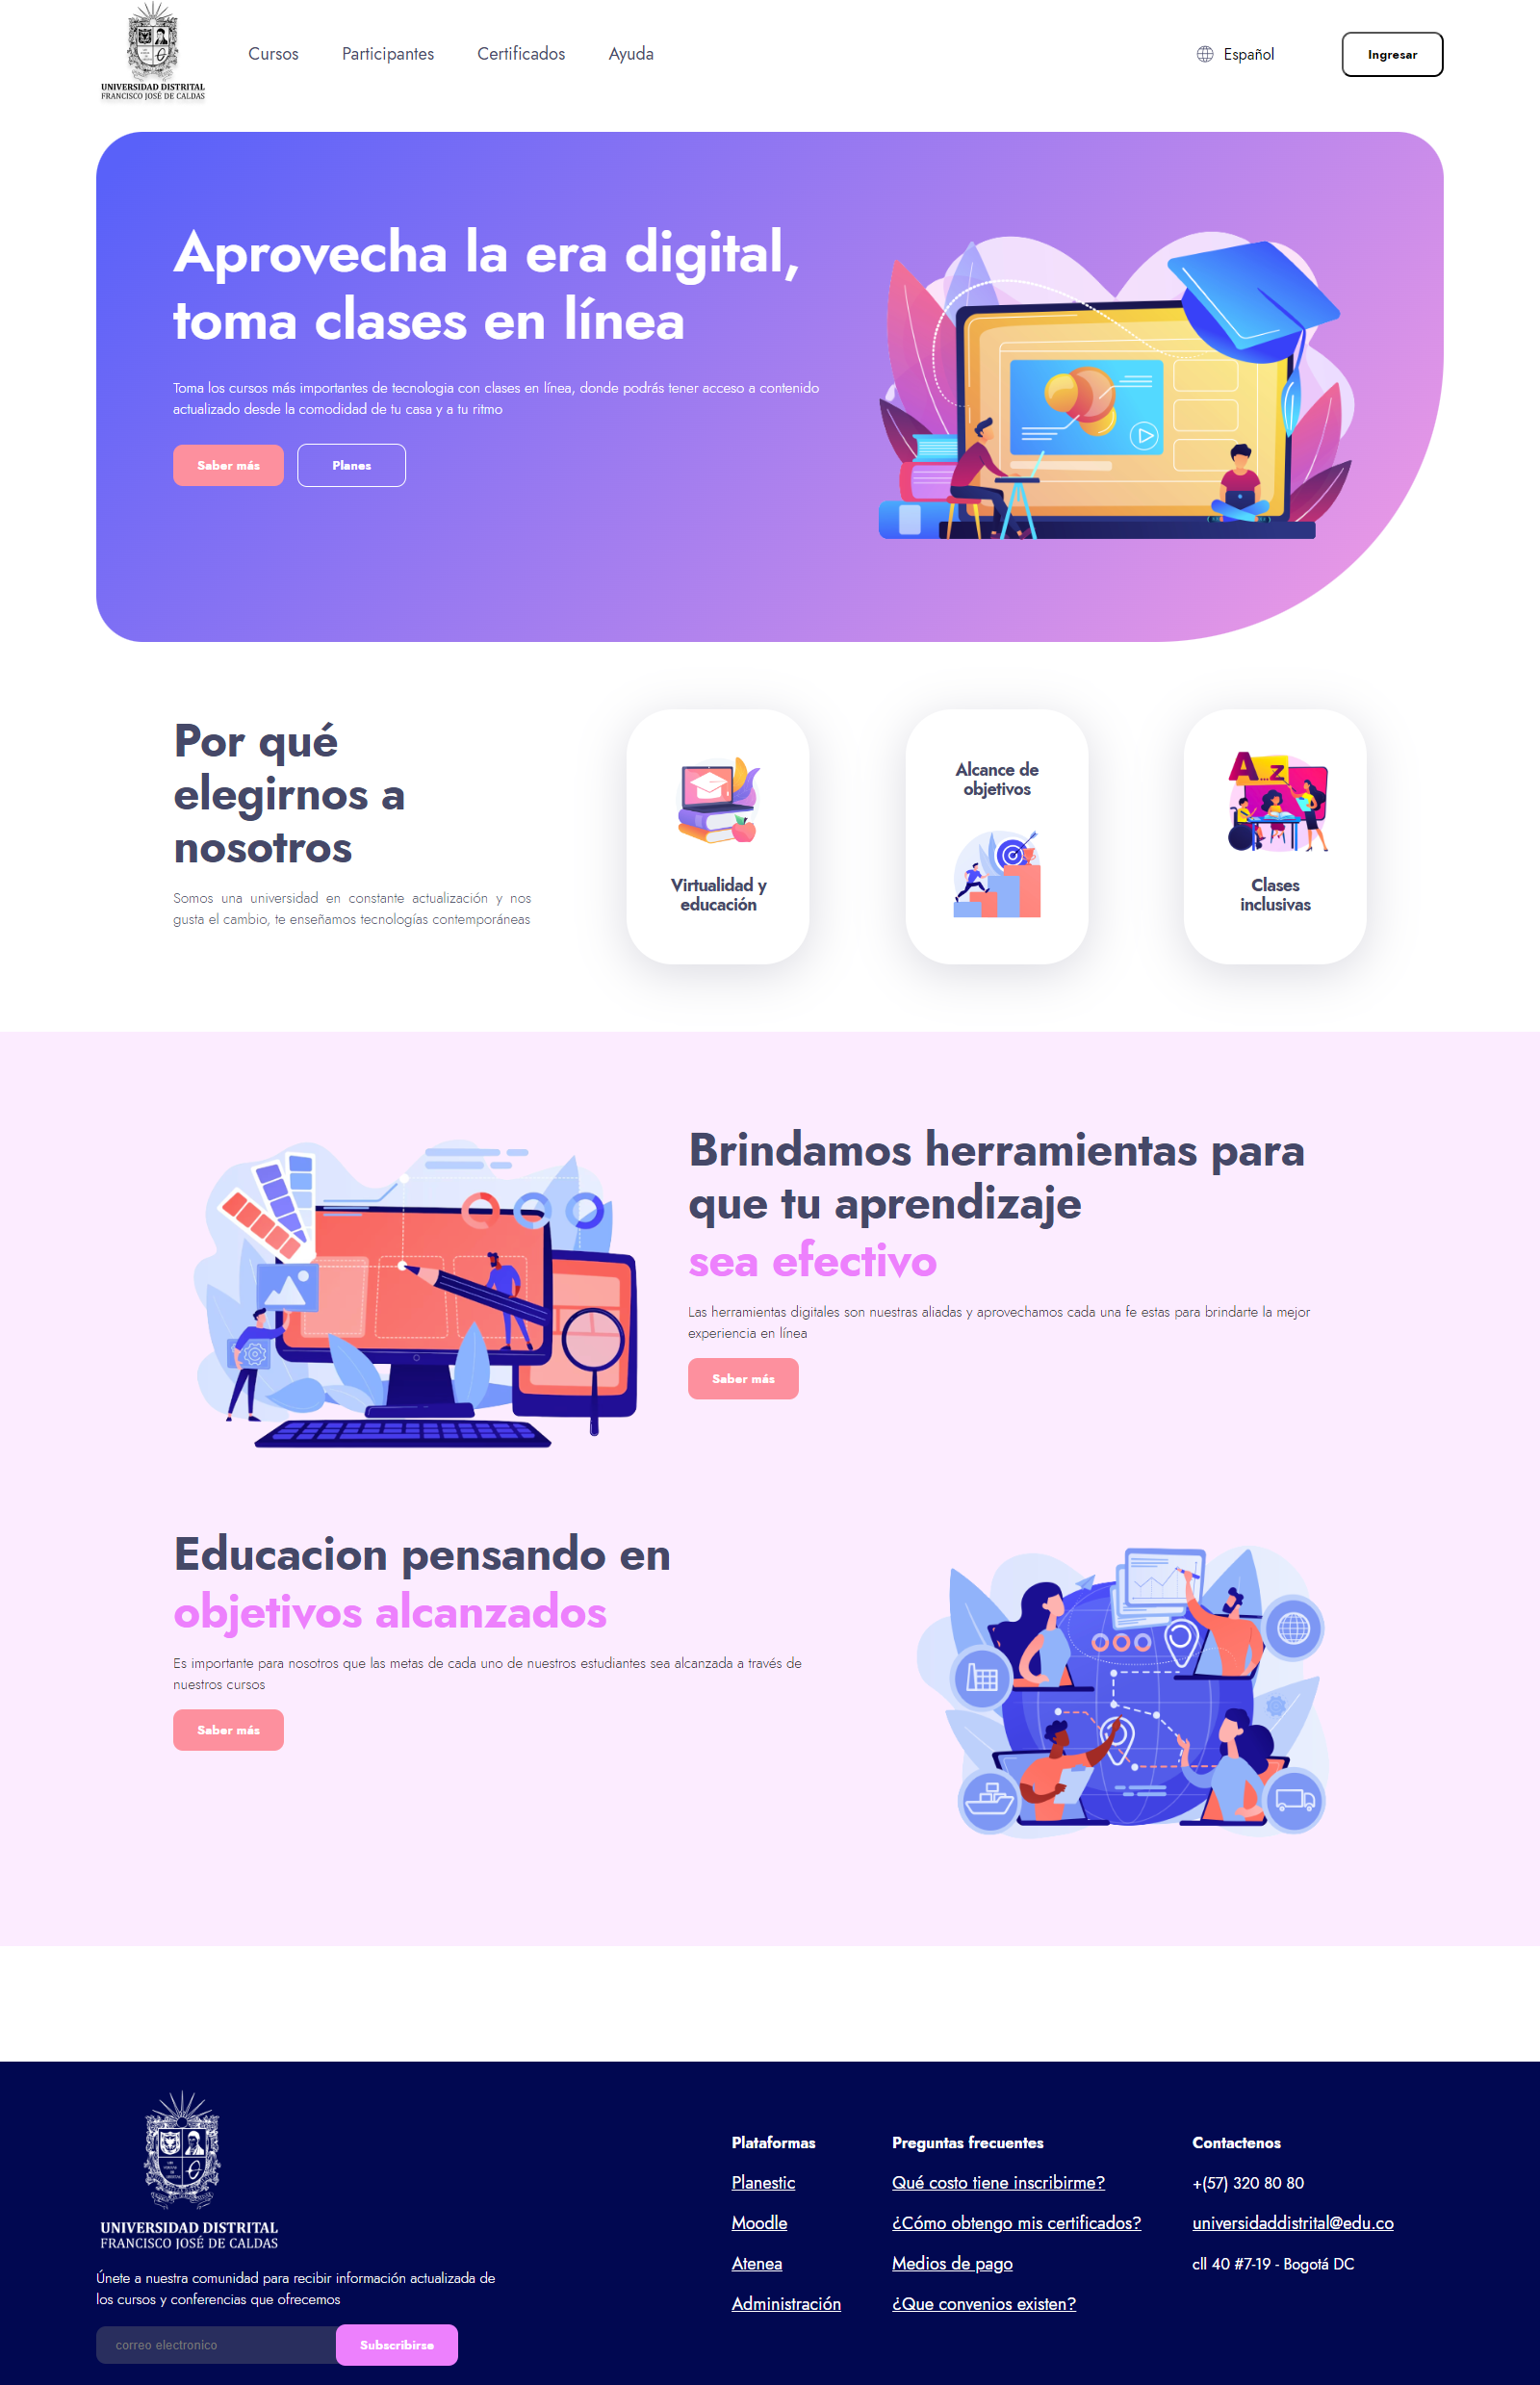 UNIVERSIDAD DISTRITAL
FRANCISCO JOSÉ DE CALDAS
Cursos
Participantes
Certificados
Ayuda
Español
Ingresar
Aprovecha la era digital,
toma clases en línea
Toma los cursos más importantes de tecnologia con clases en línea, donde podrás tener acceso a contenido
actualizado desde la comodidad de tu casa y a tu ritmo
Saber más
Planes
Por qué
elegirnos a
nosotros
Somos una universidad en constante actualización y nos
gusta el cambio, te enseñamos tecnologías contemporáneas
Virtualidad y
educación
Alcance de
objetivos
A...z
Clases
inclusivas
Brindamos herramientas para
que tu aprendizaje
sea efectivo
Las herramientas digitales son nuestras aliadas y aprovechamos cada una fe estas para brindarte la mejor
experiencia en línea
Saber más
Educacion pensando en
objetivos alcanzados
Es importante para nosotros que las metas de cada uno de nuestros estudiantes sea alcanzada a través de
nuestros cursos
Saber más
UNIVERSIDAD DISTRITAL
FRANCISCO JOSÉ DE CALDAS
Únete a nuestra comunidad para recibir información actualizada de
los cursos y conferencias que ofrecemos
correo electronico
Subscribirse
Plataformas
Planestic
Moodle
Atenea
Administración
Preguntas frecuentes
Qué costo tiene inscribirme?
¿Cómo obtengo mis certificados?
Medios de pago
¿Que convenios existen?
Contactenos
+(57) 320 80 80
universidaddistrital@edu.co
cll 40 #7-19 - Bogotá DC